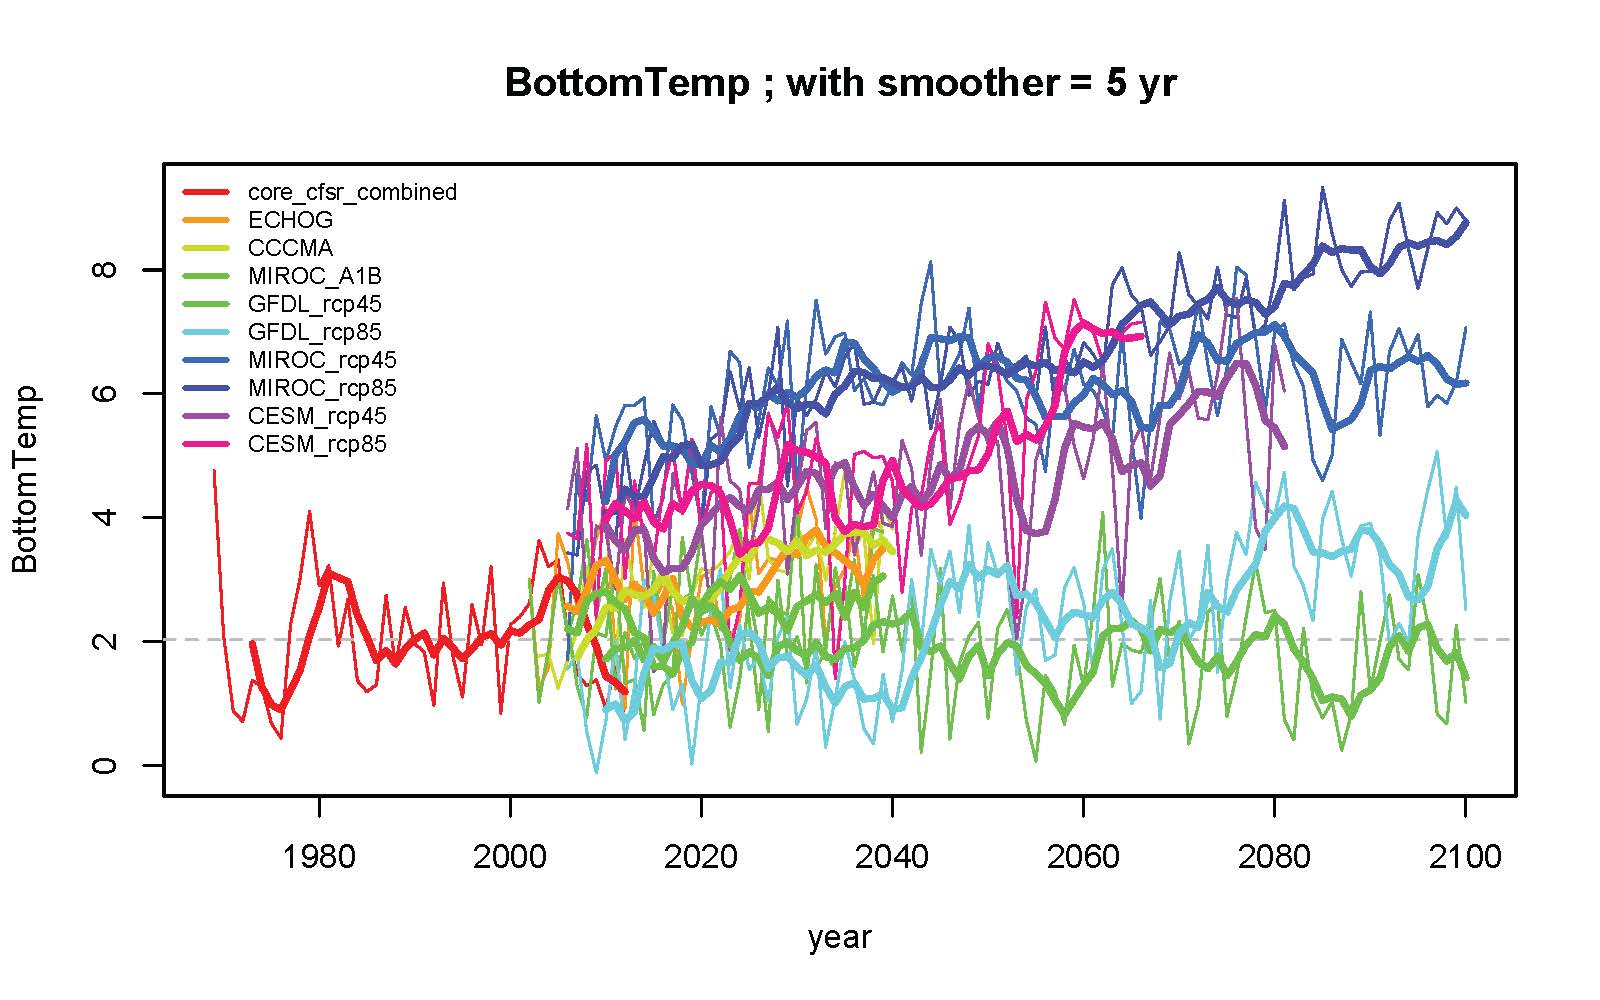 BottomTemp ; with smoother = 5 yr
core_cfsr_combined
ECHOG
CCCMA
MIROC_A1B
GFDL_rcp45
GFDL_rcp85
MIROC_rcp45
MIROC_rcp85
CESM_rcp45
CESM_rcp85
BottomTemp
8
6
4
2
0
1980 2000 2020 2040 2060 2080 2100
year